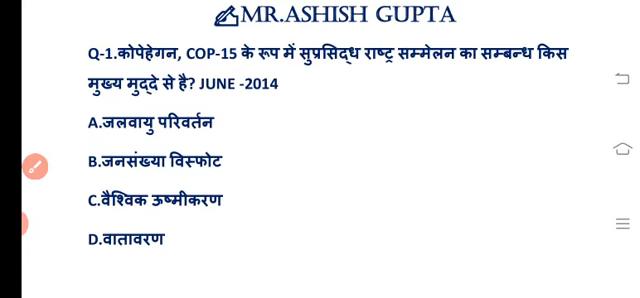 MR.ASHISH GUPTA
Q-1.कोपेहेगन, COP-15 के रूप में सुप्रसिद्ध राष्ट्र सम्मेलन का सम्बन्ध किस
मुख्य मुद्दे से है? JUNE -2014
A.जलवायु परिवर्तन
B.जनसंख्या विस्फोट
C.वैश्विक ऊष्मीकरण
D.वातावरण